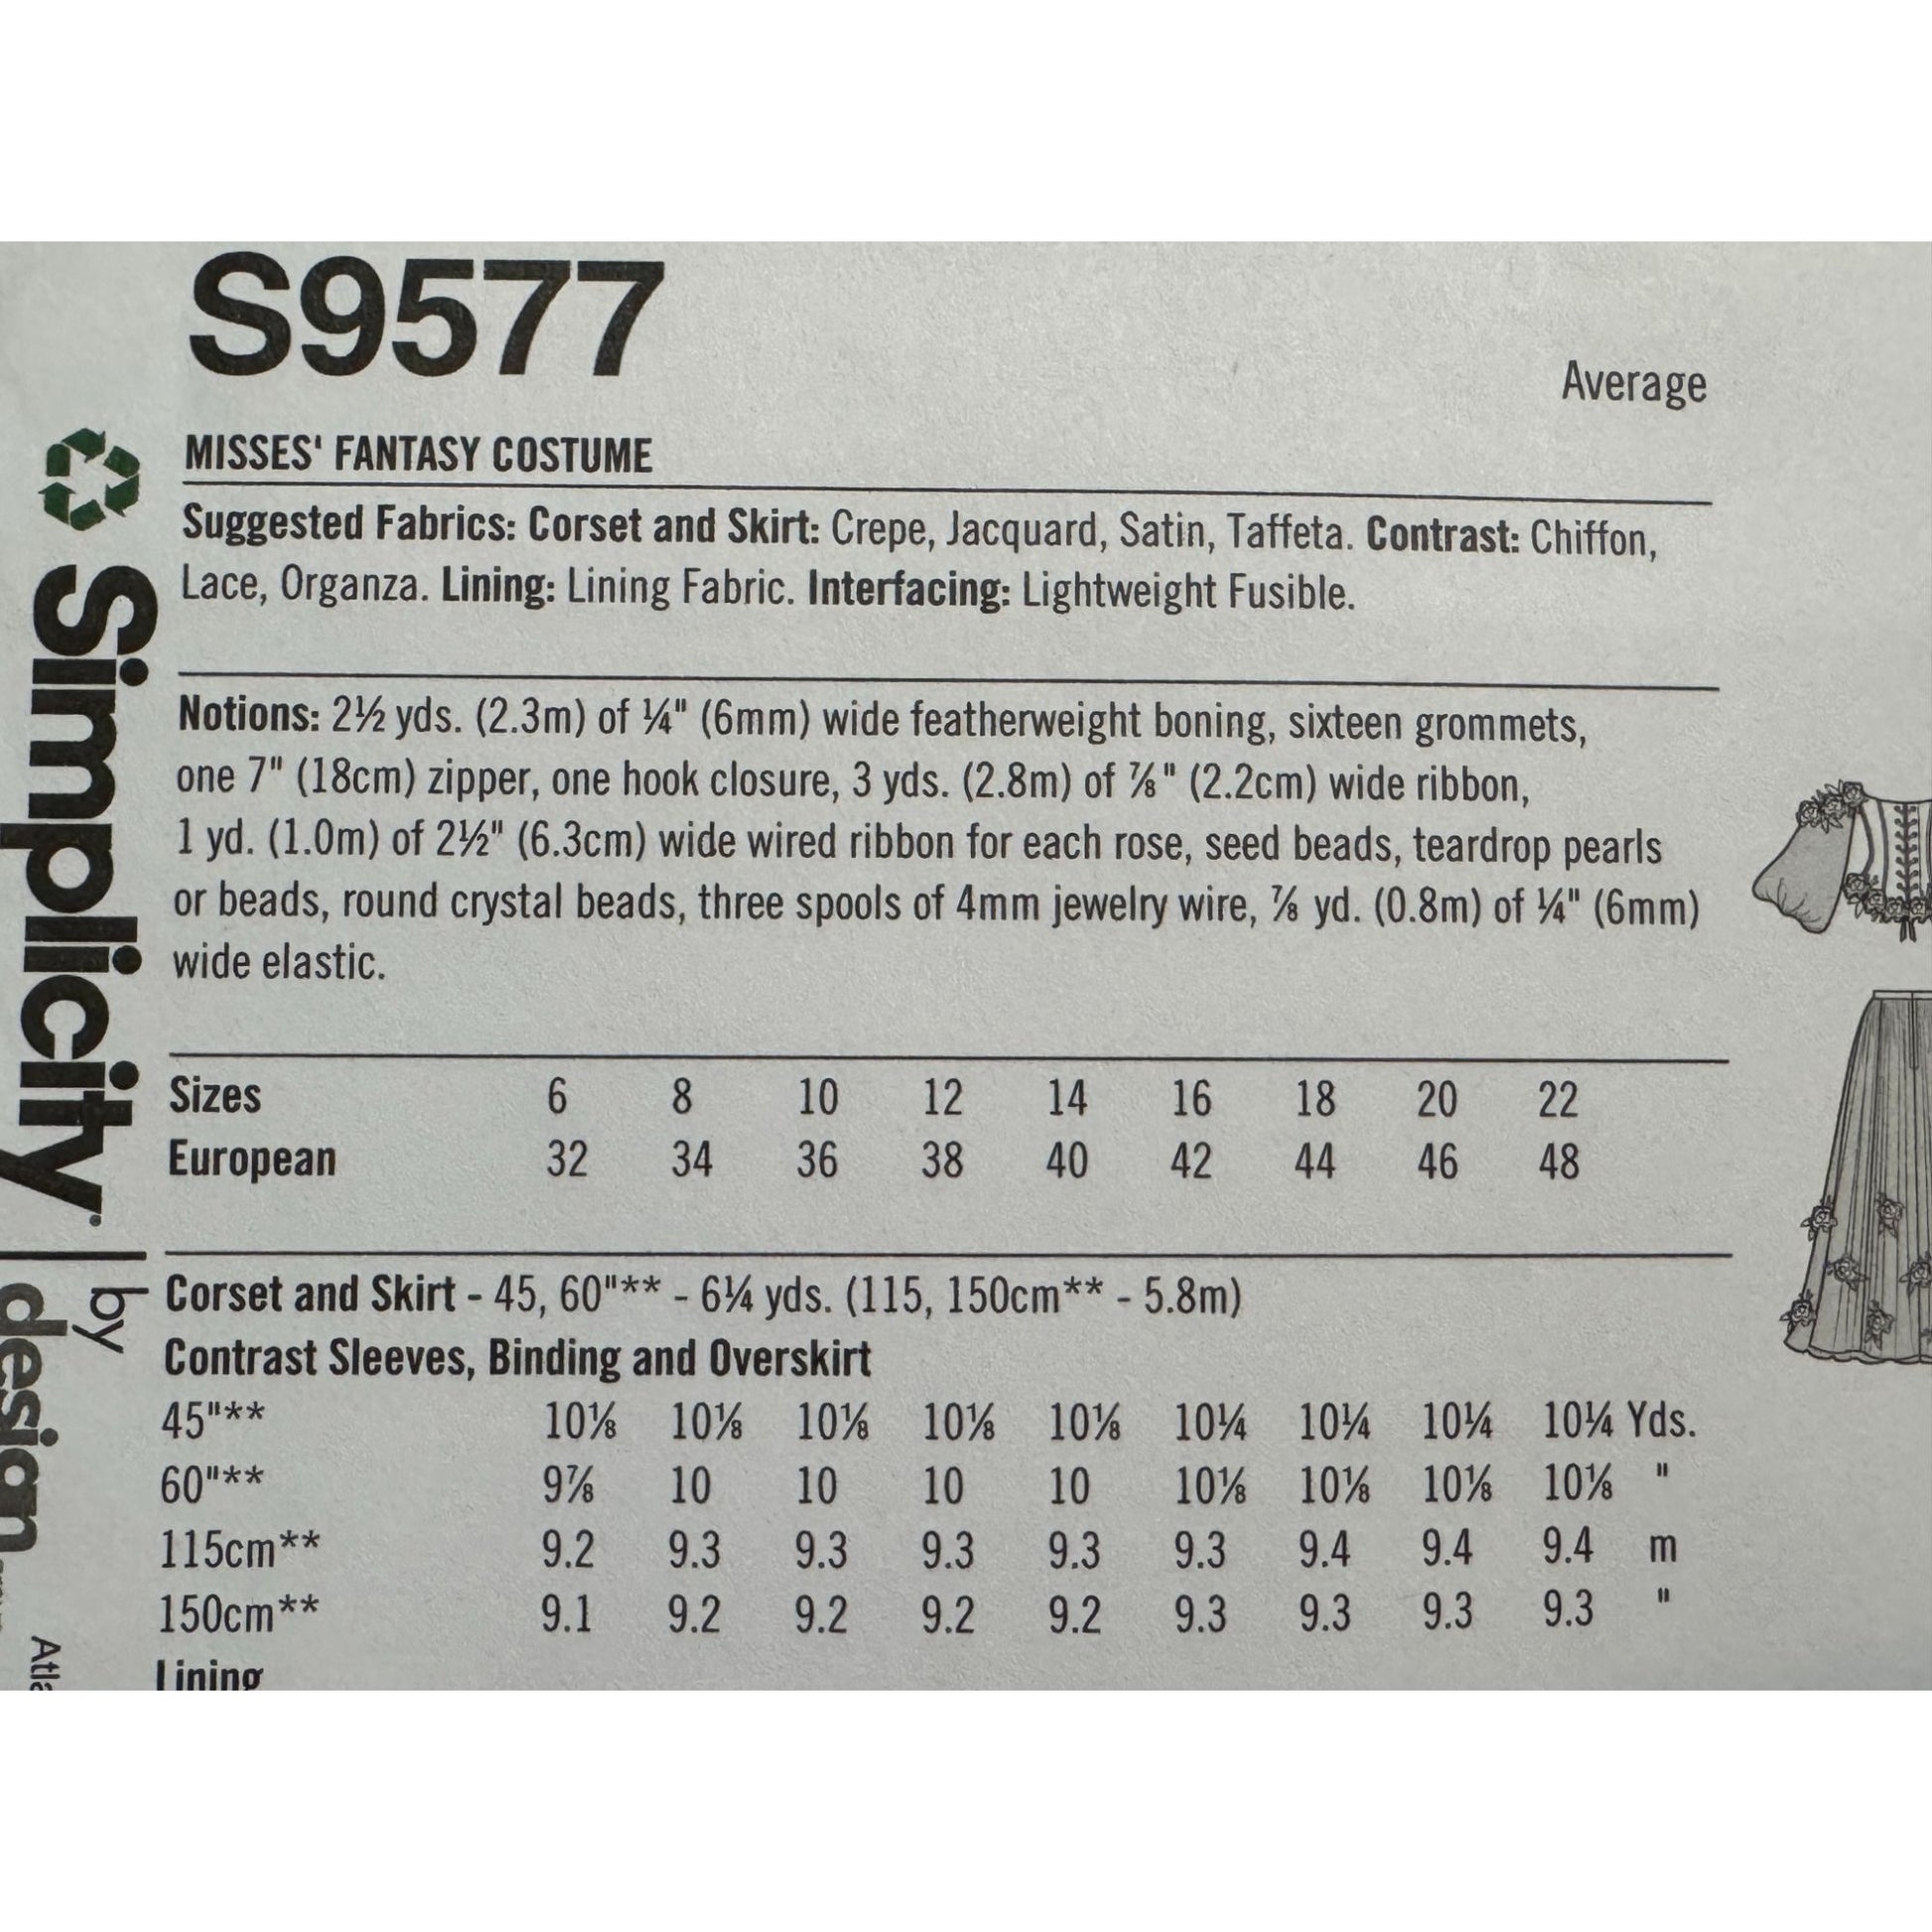 S9577
Average
MISSES' FANTASY COSTUME
Suggested Fabrics: Corset and Skirt: Crepe, Jacquard, Satin, Taffeta. Contrast: Chiffon,
Lace, Organza. Lining: Lining Fabric. Interfacing: Lightweight Fusible.
Notions: 2½ yds. (2.3m) of ¼" (6mm) wide featherweight boning, sixteen grommets,
one 7" (18cm) zipper, one hook closure, 3 yds. (2.8m) of ⅞" (2.2cm) wide ribbon,
1 yd. (1.0m) of 2½" (6.3cm) wide wired ribbon for each rose, seed beads, teardrop pearls
or beads, round crystal beads, three spools of 4mm jewelry wire, ⅞ yd. (0.8m) of ¼" (6mm)
wide elastic.
Sizes 6 8 10 12 14 16 18 20 22
European 32 34 36 38 40 42 44 46 48
Corset and Skirt - 45, 60"** - 6¼ yds. (115, 150cm** - 5.8m)
Contrast Sleeves, Binding and Overskirt
45"** 10⅛ 10⅛ 10⅛ 10⅛ 10⅛ 10¼ 10¼ 10¼ 10¼ Yds.
60"** 9⅞ 10 10 10 10 10⅛ 10⅛ 10⅛ 10⅛ "
115cm** 9.2 9.3 9.3 9.3 9.3 9.3 9.4 9.4 9.4 m
150cm** 9.1 9.2 9.2 9.2 9.2 9.3 9.3 9.3 9.3 "
Lining
Simplicity
by
design
Atla